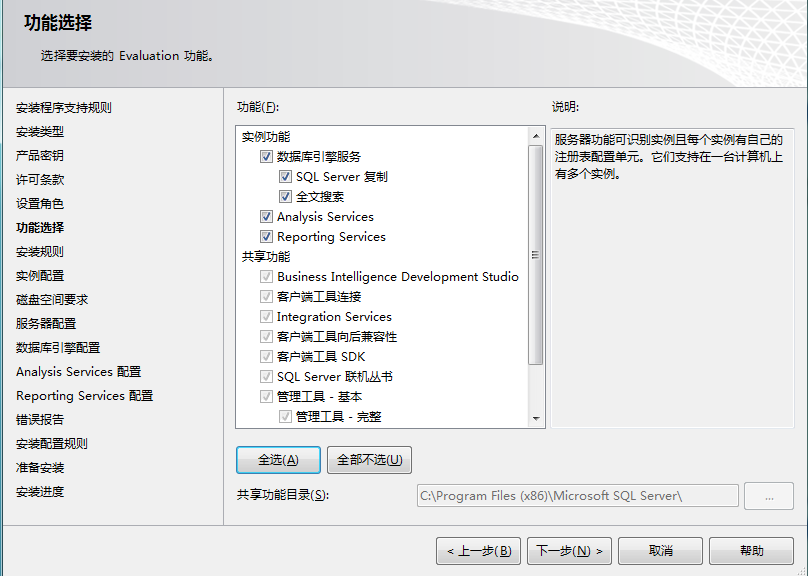 功能选择
选择要安装的 Evaluation 功能。
安装程序支持规则
安装类型
产品密钥
许可条款
设置角色
功能选择
安装规则
实例配置
磁盘空间要求
服务器配置
数据库引擎配置
Analysis Services 配置
Reporting Services 配置
错误报告
安装配置规则
准备安装
安装进度
功能(F):
实例功能
数据库引擎服务
SQL Server 复制
全文搜索
Analysis Services
Reporting Services
共享功能
Business Intelligence Development Studio
客户端工具连接
Integration Services
客户端工具向后兼容性
客户端工具 SDK
SQL Server 联机丛书
管理工具 - 基本
管理工具 - 完整
说明:
服务器功能可识别实例且每个实例有自己的
注册表配置单元。它们支持在一台计算机上
有多个实例。
全选(A)
全部不选(U)
共享功能目录(S):
C:\Program Files (x86)\Microsoft SQL Server\
...
< 上一步(B)
下一步(N) >
取消
帮助